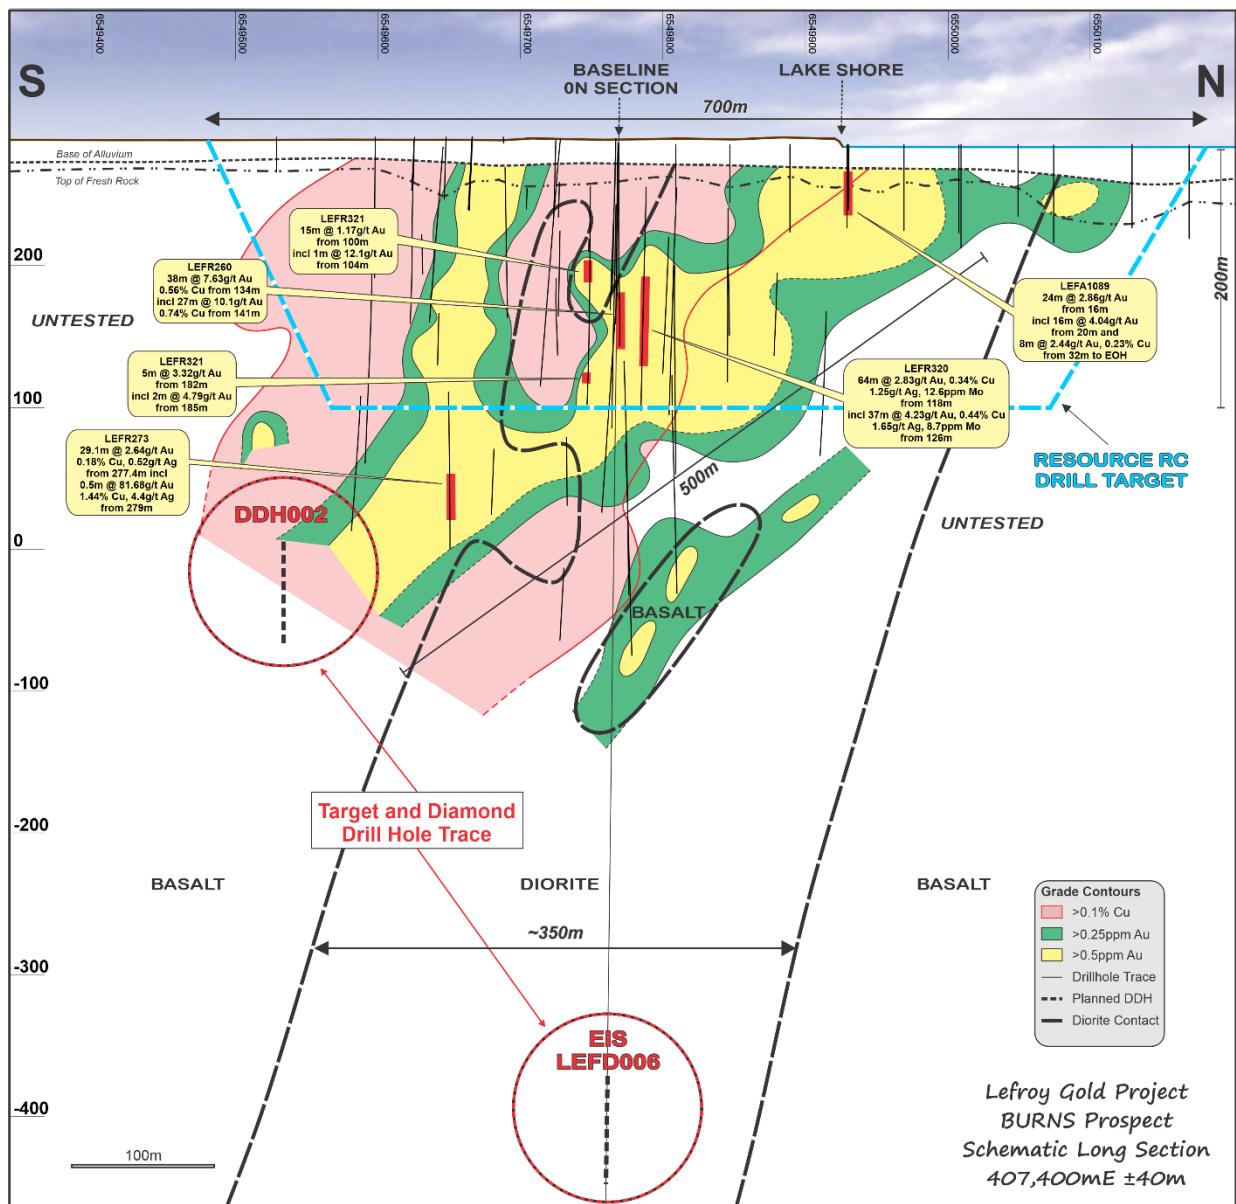 6549400
6549500
6549600
6549700
6549800
6549900
6550000
6550100
S
N
BASELINE
0N SECTION
LAKE SHORE
700m
Base of Alluvium
Top of Fresh Rock
200m
LEFR321
15m @ 1.17g/t Au
from 100m
incl 1m @ 12.1g/t Au
from 104m
LEFR260
38m @ 7.63g/t Au
0.56% Cu from 134m
incl 27m @ 10.1g/t Au
0.74% Cu from 141m
LEFA1089
24m @ 2.86g/t Au
from 16m
incl 16m @ 4.04g/t Au
from 20m and
8m @ 2.44g/t Au, 0.23% Cu
from 32m to EOH
200
UNTESTED
LEFR321
5m @ 3.32g/t Au
from 182m
incl 2m @ 4.79g/t Au
from 185m
LEFR320
64m @ 2.83g/t Au, 0.34% Cu
1.25g/t Ag, 12.6ppm Mo
from 118m
incl 37m @ 4.23g/t Au, 0.44% Cu
1.65g/t Ag, 8.7ppm Mo
from 126m
100
LEFR273
29.1m @ 2.64g/t Au
0.18% Cu, 0.52g/t Ag
from 277.4m incl
0.5m @ 81.68g/t Au
1.44% Cu, 4.4g/t Ag
from 279m
RESOURCE RC
DRILL TARGET
500m
DDH002
UNTESTED
0
BASALT
-100
Target and Diamond
Drill Hole Trace
-200
BASALT
DIORITE
BASALT
~350m
-300
Grade Contours
>0.1% Cu
>0.25ppm Au
>0.5ppm Au
Drillhole Trace
Planned DDH
Diorite Contact
EIS
LEFD006
-400
100m
Lefroy Gold Project
BURNS Prospect
Schematic Long Section
407,400mE ±40m